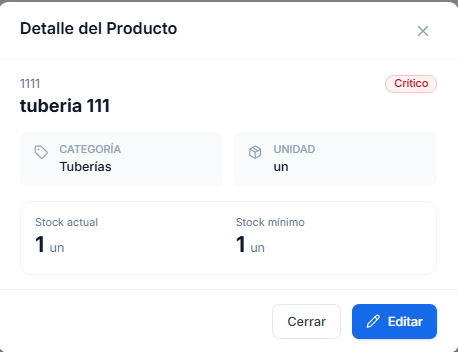 Detalle del Producto
1111
Crítico
tuberia 111
CATEGORÍA
Tuberías
UNIDAD
un
Stock actual
1 un
Stock mínimo
1 un
Cerrar
Editar